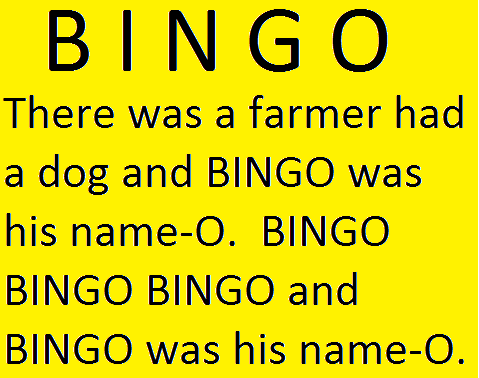 B I N G O
There was a farmer had
a dog and BINGO was
his name-O.  BINGO
BINGO BINGO and
BINGO was his name-O.